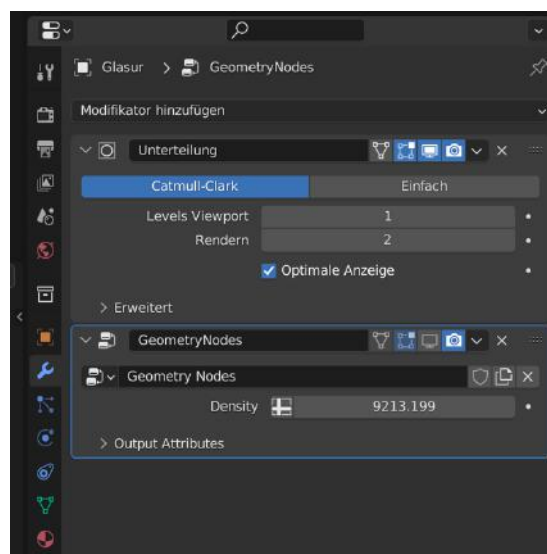 Glasur > GeometryNodes
Modifikator hinzufügen
Unterteilung
Catmull-Clark Einfach
Levels Viewport 1
Rendern 2
Optimale Anzeige
> Erweitert
GeometryNodes
Geometry Nodes
Density 9213.199
> Output Attributes